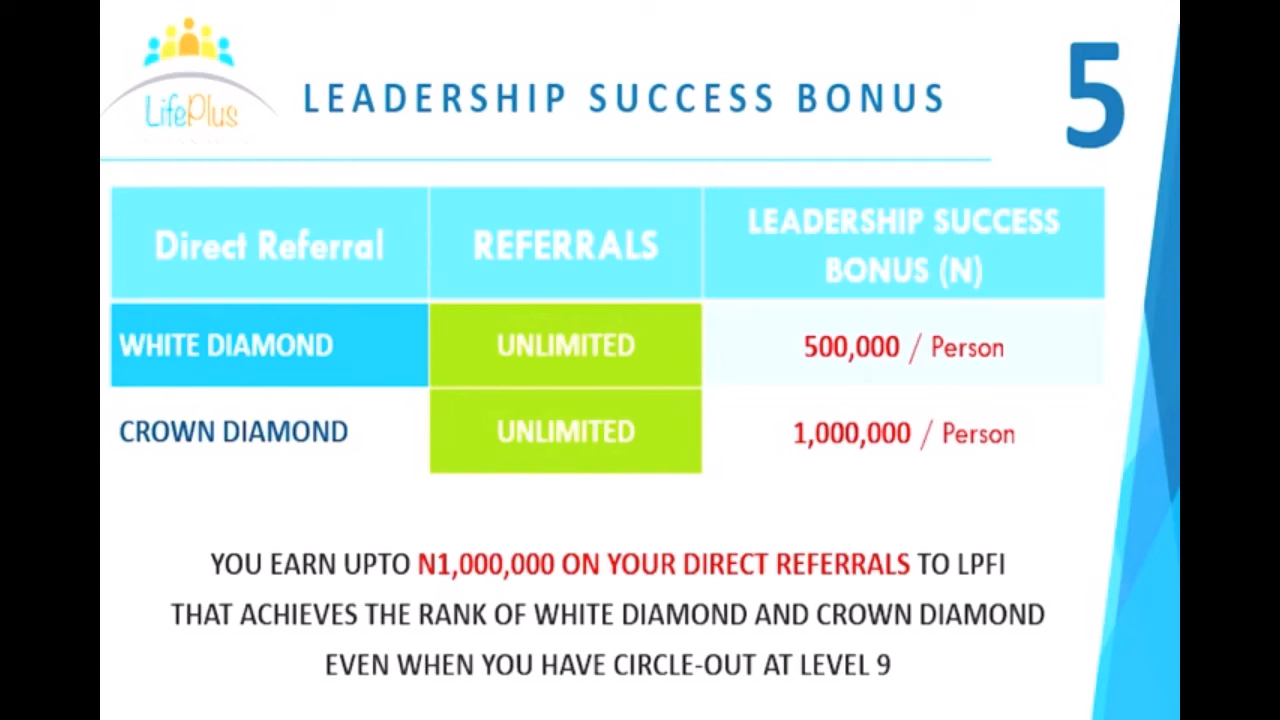 LifePlus
LEADERSHIP SUCCESS BONUS
5
Direct Referral
REFERRALS
LEADERSHIP SUCCESS
BONUS (N)
WHITE DIAMOND
UNLIMITED
500,000 / Person
CROWN DIAMOND
UNLIMITED
1,000,000 / Person
YOU EARN UPTO N1,000,000 ON YOUR DIRECT REFERRALS TO LPFI
THAT ACHIEVES THE RANK OF WHITE DIAMOND AND CROWN DIAMOND
EVEN WHEN YOU HAVE CIRCLE-OUT AT LEVEL 9